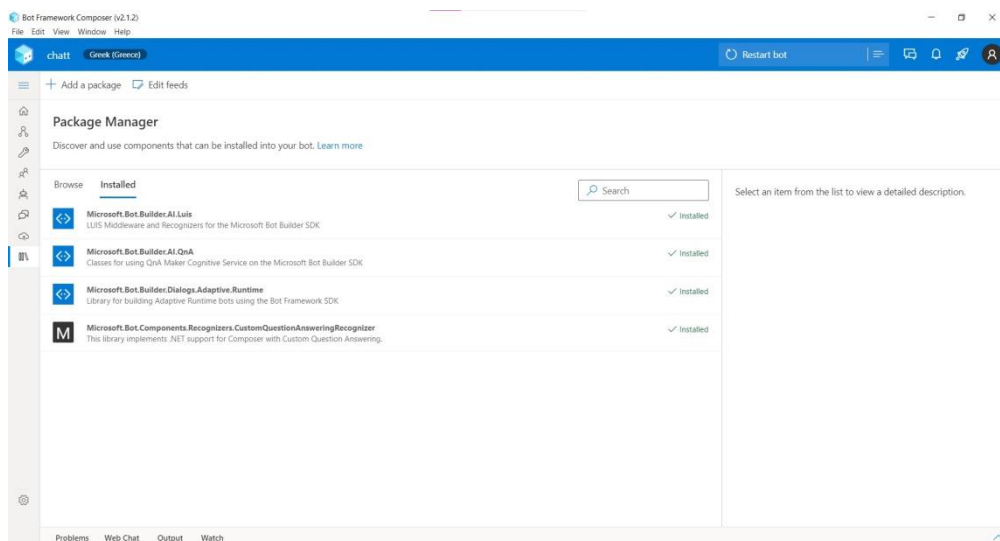 Bot Framework Composer (v2.1.2)
File Edit View Window Help
chatt Greek (Greece) Restart bot
Add a package Edit feeds
Package Manager
Discover and use components that can be installed into your bot. Learn more
Browse Installed Search
Select an item from the list to view a detailed description.
Microsoft.Bot.Builder.AI.Luis
LUIS Middleware and Recognizers for the Microsoft Bot Builder SDK
Installed
Microsoft.Bot.Builder.AI.QnA
Classes for using QnA Maker Cognitive Service on the Microsoft Bot Builder SDK
Installed
Microsoft.Bot.Builder.Dialogs.Adaptive.Runtime
Library for building Adaptive Runtime bots using the Bot Framework SDK
Installed
M
Microsoft.Bot.Components.Recognizers.CustomQuestionAnsweringRecognizer
This library implements .NET support for Composer with Custom Question Answering.
Installed
Problems Web Chat Output Watch